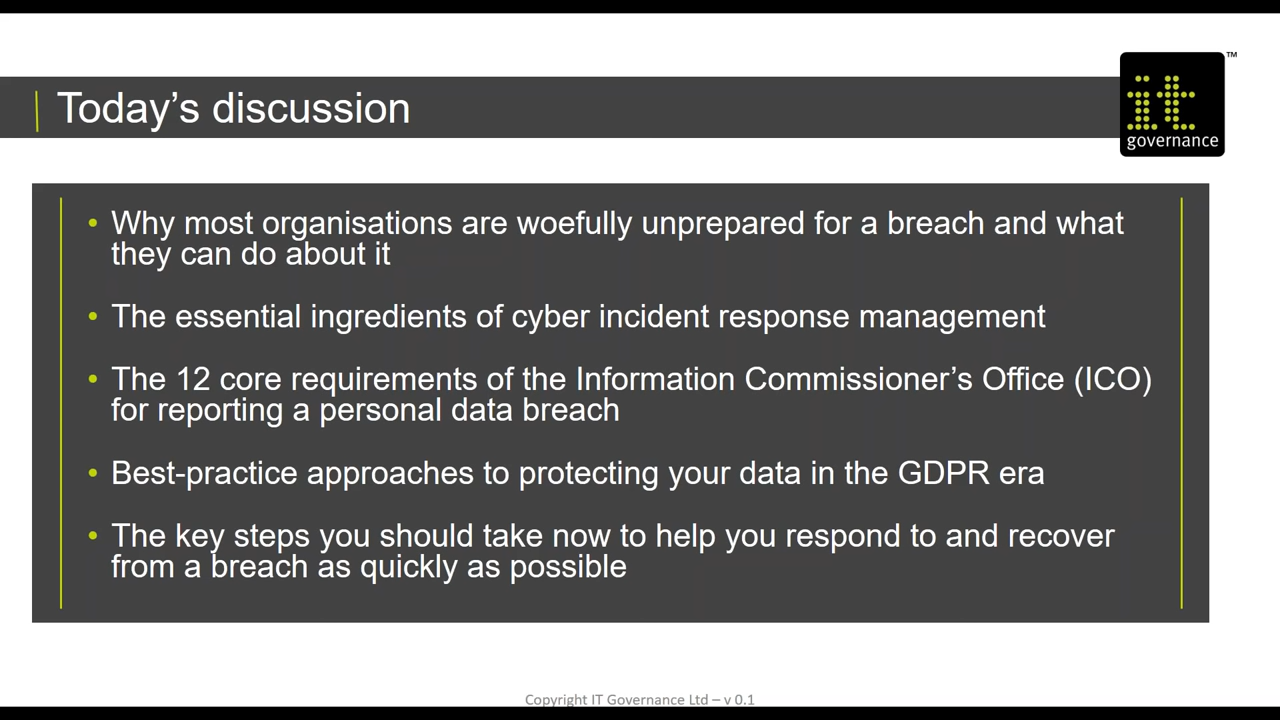 Today’s discussion
it
governance
™
• Why most organisations are woefully unprepared for a breach and what
they can do about it
• The essential ingredients of cyber incident response management
• The 12 core requirements of the Information Commissioner’s Office (ICO)
for reporting a personal data breach
• Best-practice approaches to protecting your data in the GDPR era
• The key steps you should take now to help you respond to and recover
from a breach as quickly as possible
Copyright IT Governance Ltd – v 0.1